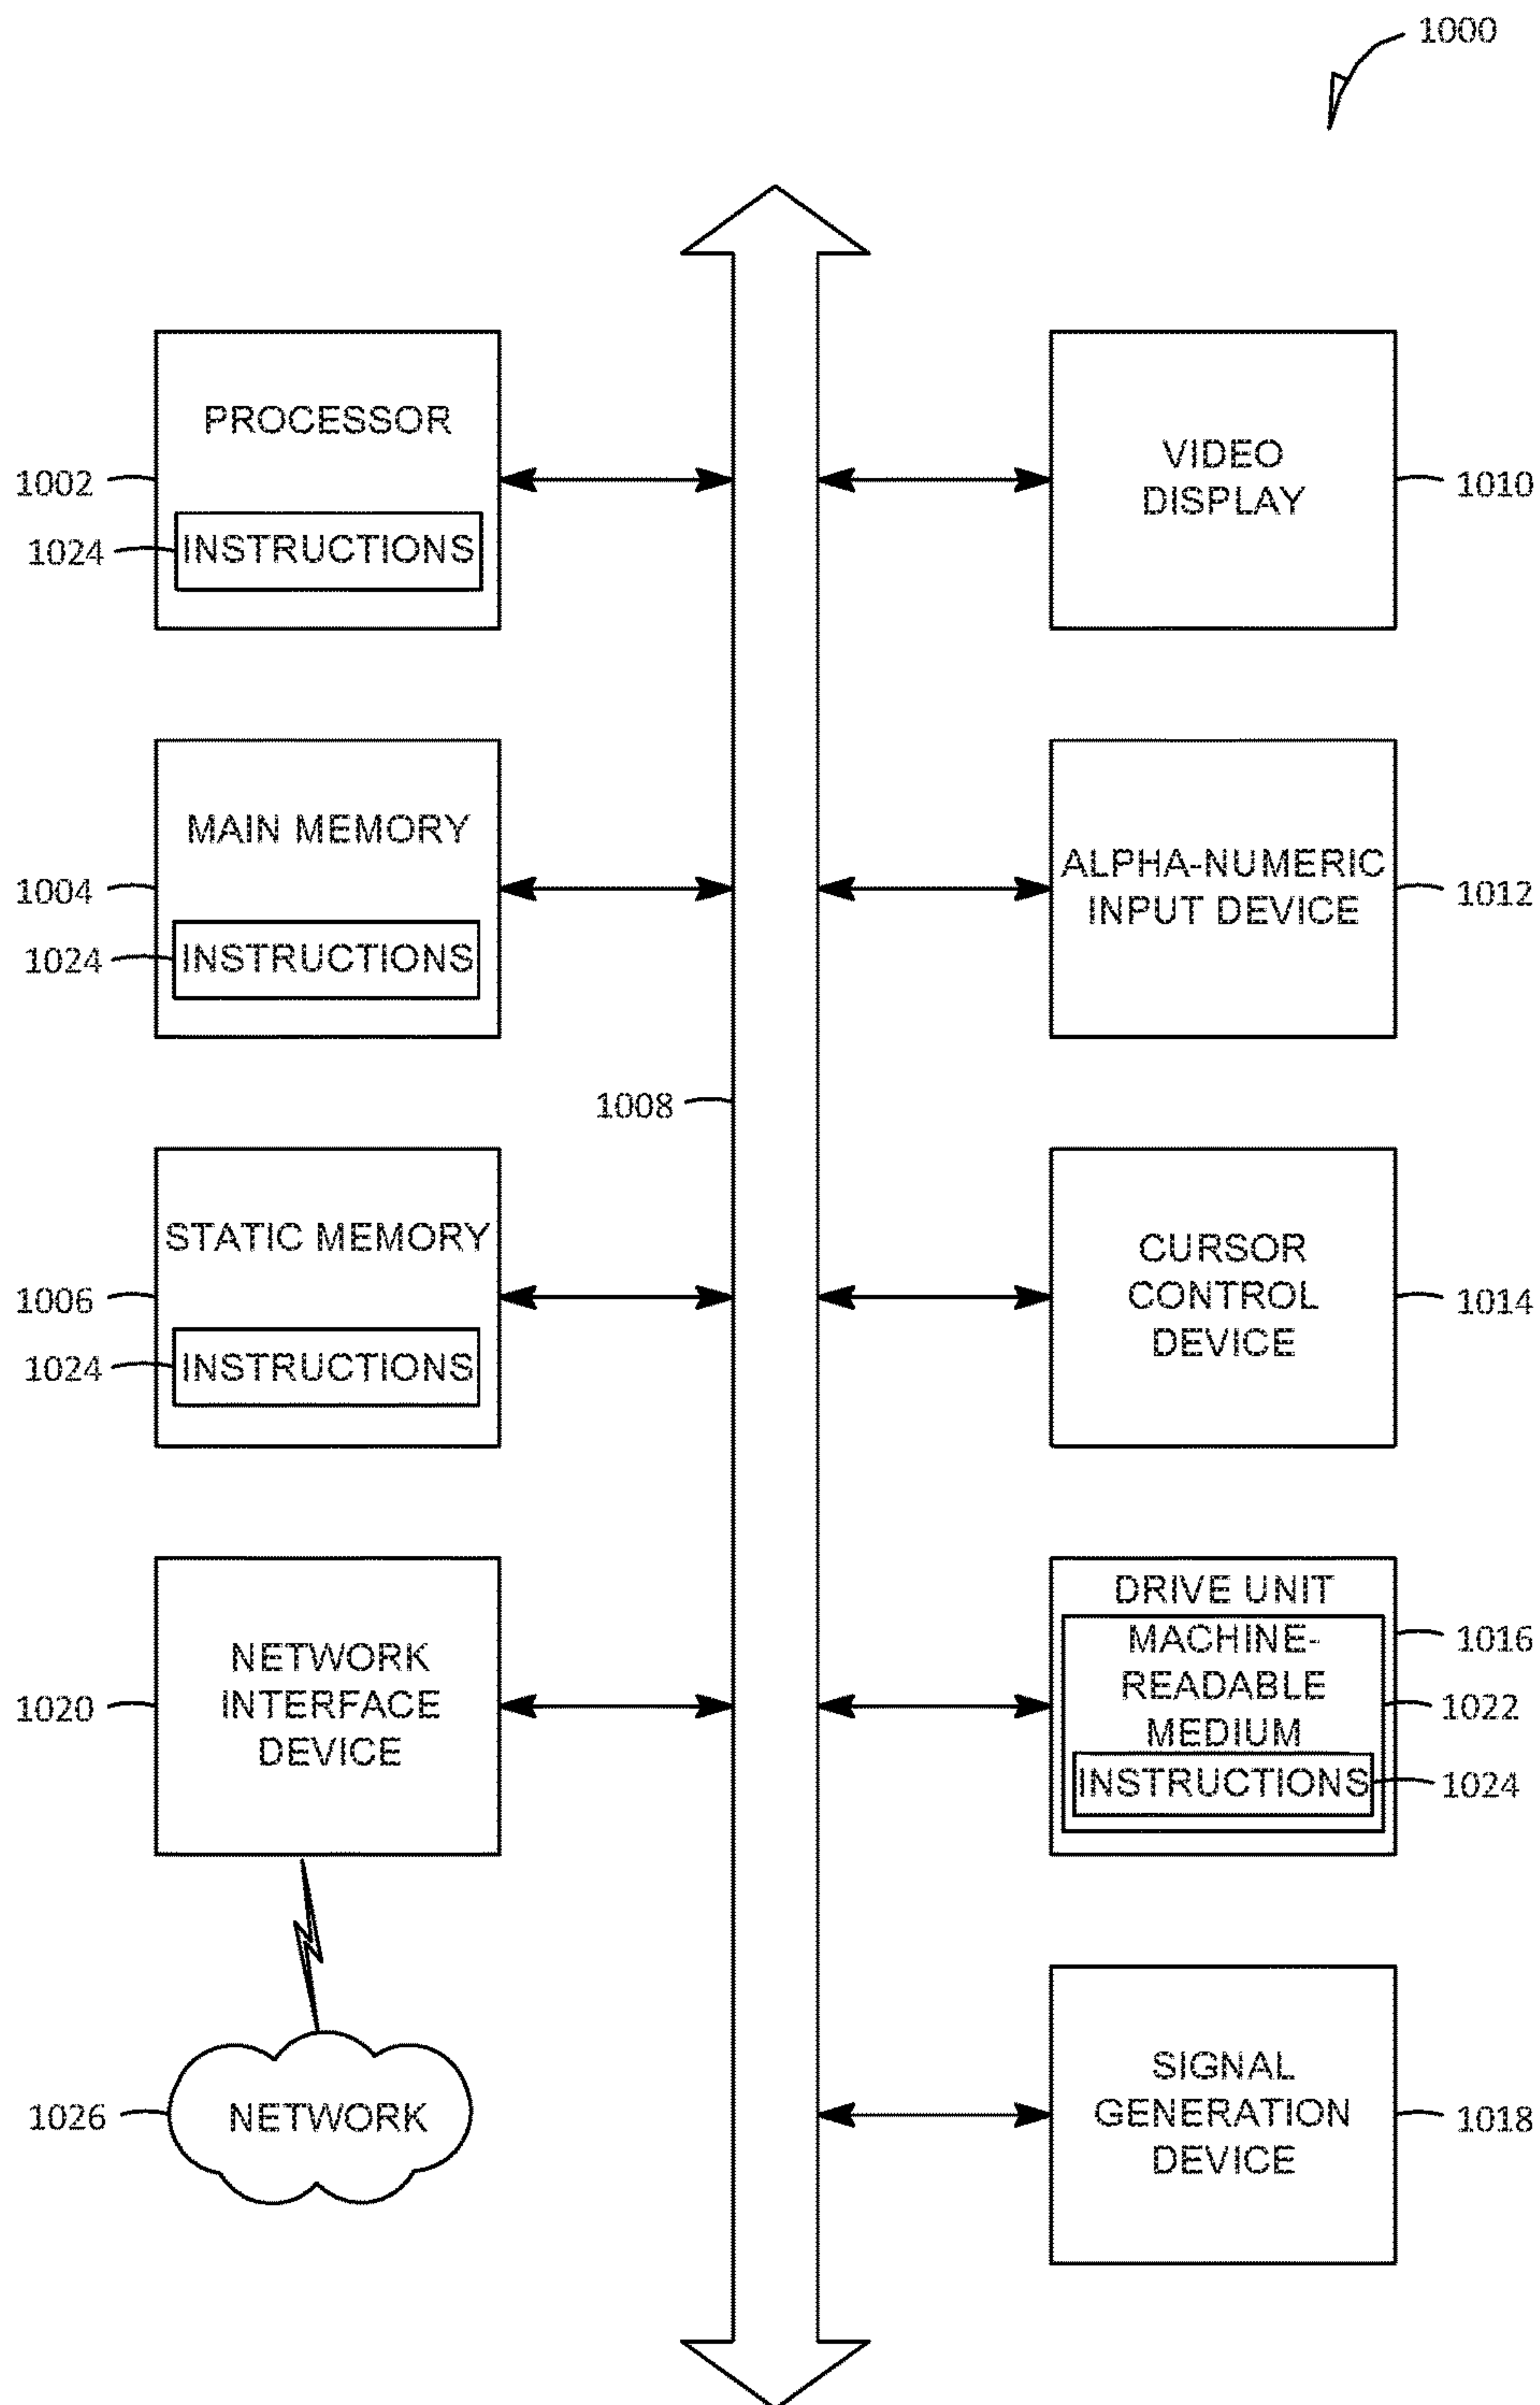 1000
PROCESSOR
1002
1024
INSTRUCTIONS
VIDEO
DISPLAY
1010
MAIN MEMORY
1004
1024
INSTRUCTIONS
ALPHA-NUMERIC
INPUT DEVICE
1012
1008
STATIC MEMORY
1006
1024
INSTRUCTIONS
CURSOR
CONTROL
DEVICE
1014
NETWORK
INTERFACE
DEVICE
1020
DRIVE UNIT
MACHINE-
READABLE
MEDIUM
INSTRUCTIONS
1016
1022
1024
NETWORK
1026
SIGNAL
GENERATION
DEVICE
1018